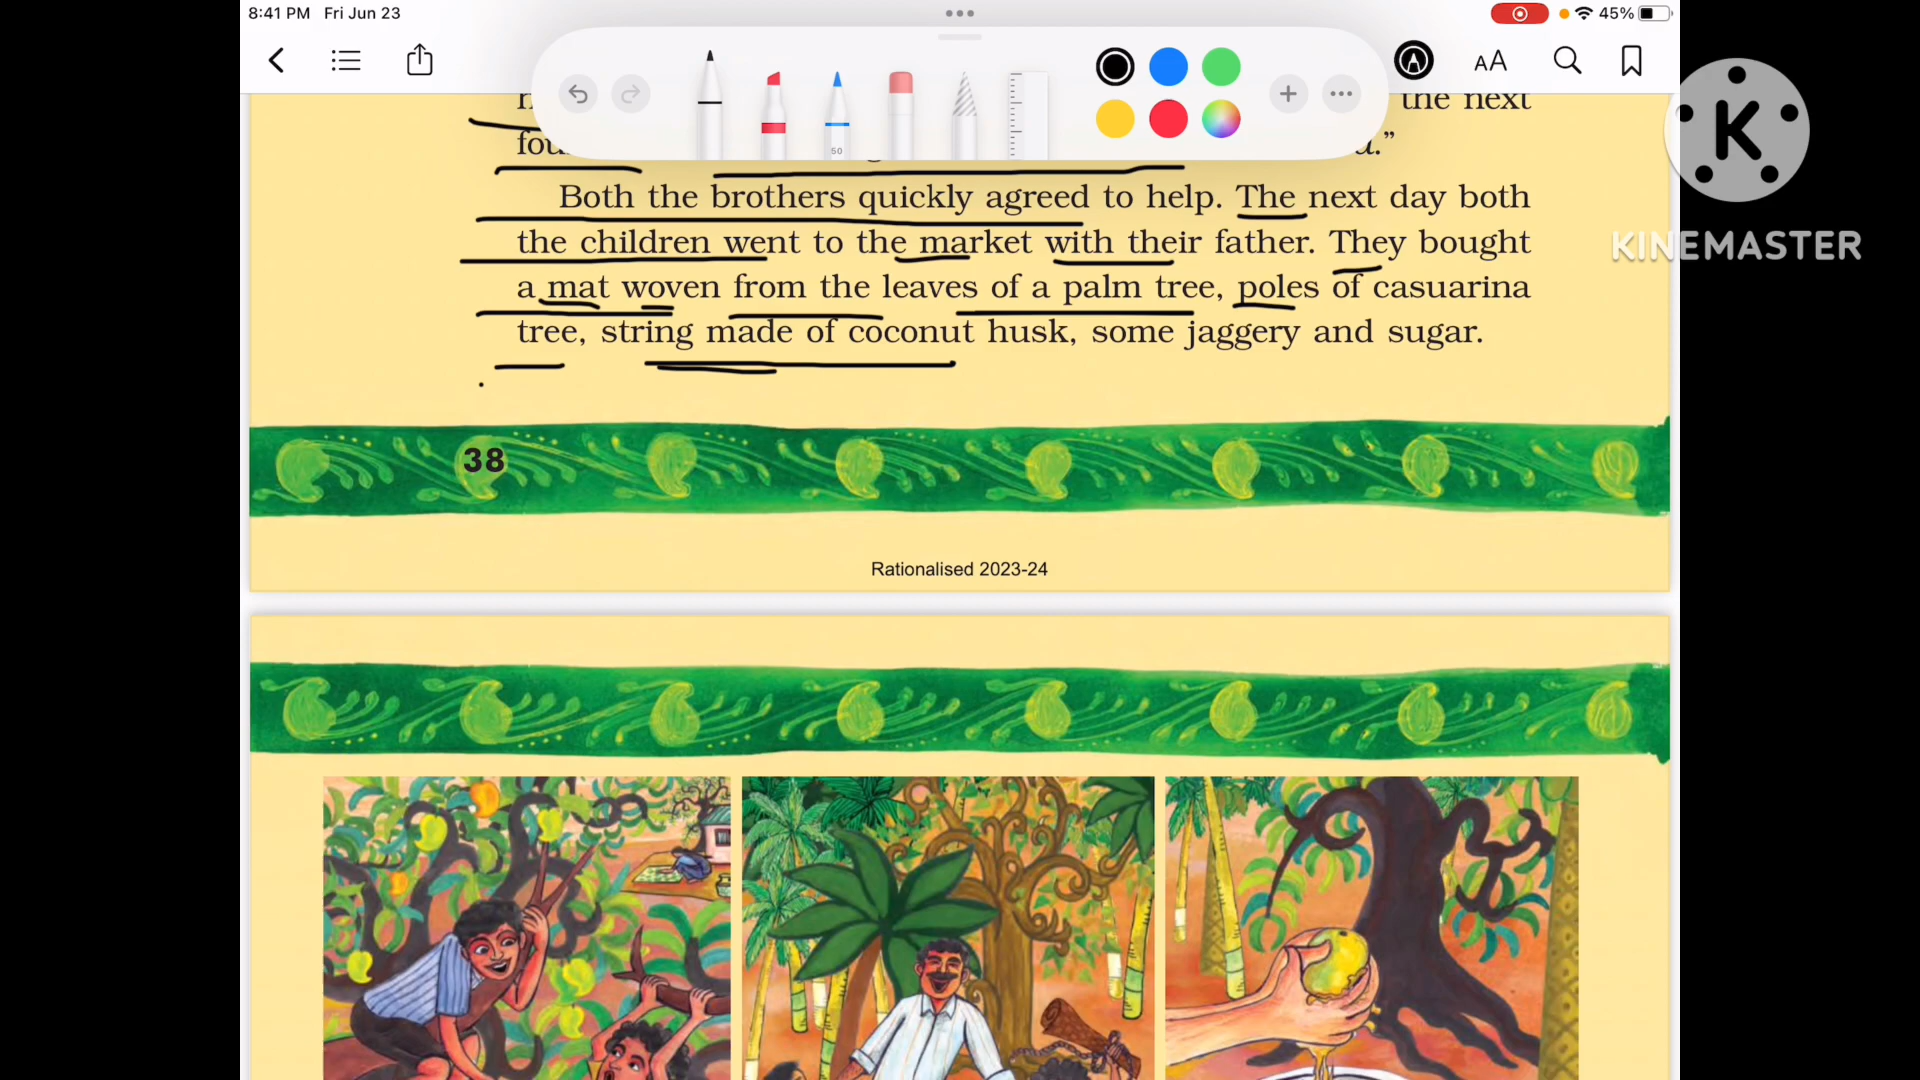 8:41 PM Fri Jun 23
45%
AA
50
the next
Both the brothers quickly agreed to help. The next day both
the children went to the market with their father. They bought
a mat woven from the leaves of a palm tree, poles of casuarina
tree, string made of coconut husk, some jaggery and sugar.
38
Rationalised 2023-24
K
KINEMASTER